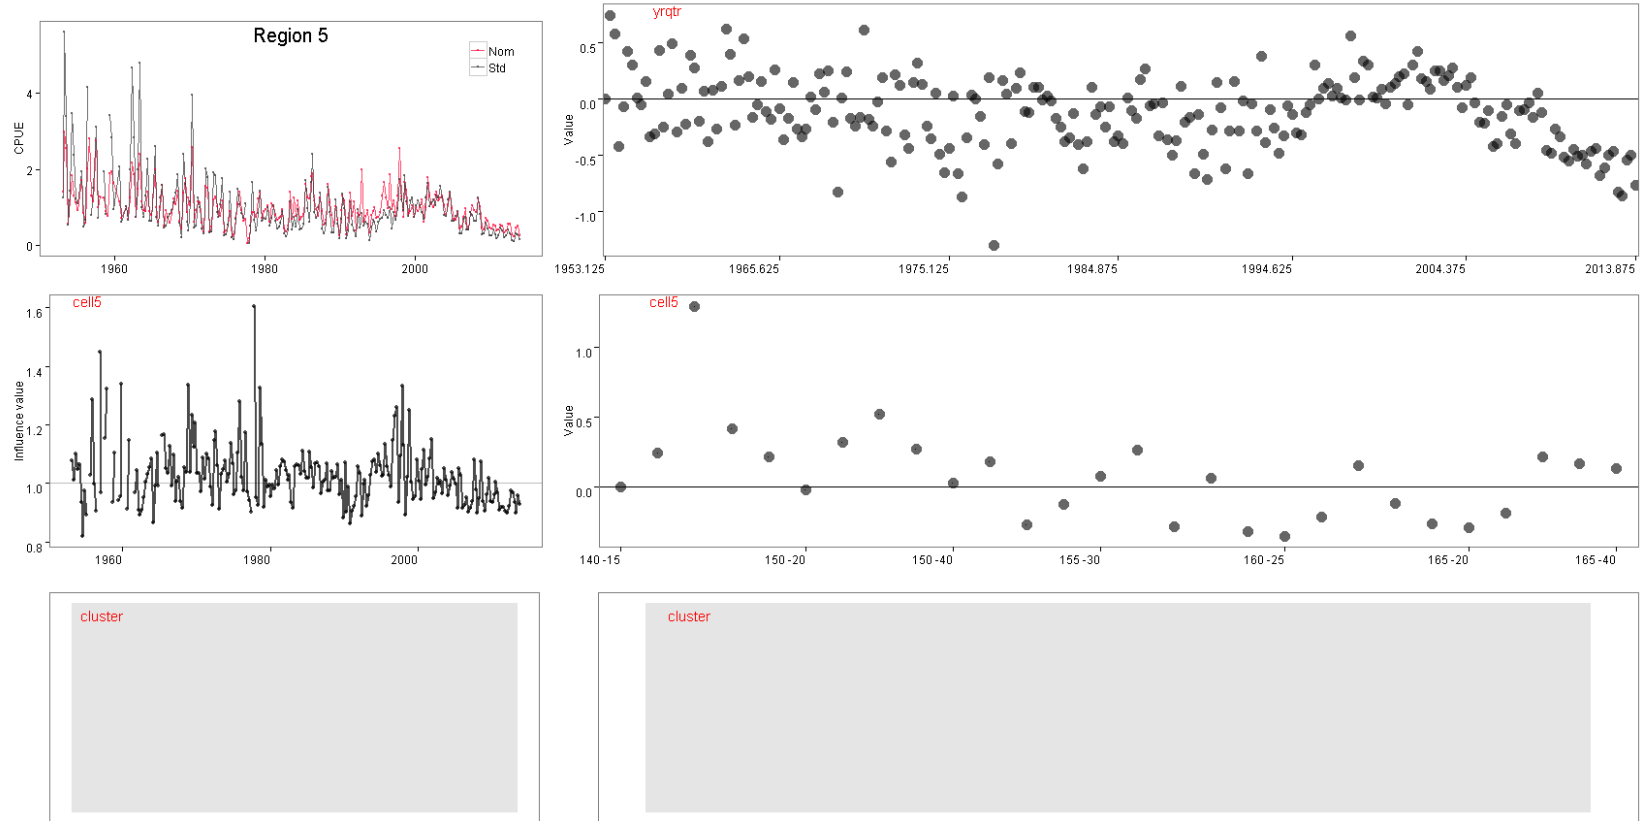 Region 5
Nom
Std
CPUE
4
2
0
1960
1980
2000
yrqtr
Value
0.5
0.0
-0.5
-1.0
1953.125
1965.625
1975.125
1984.875
1994.625
2004.375
2013.875
cell5
Influence value
1.6
1.4
1.2
1.0
0.8
1960
1980
2000
cell5
Value
1.0
0.5
0.0
140-15
150-20
150-40
155-30
160-25
165-20
165-40
cluster
cluster